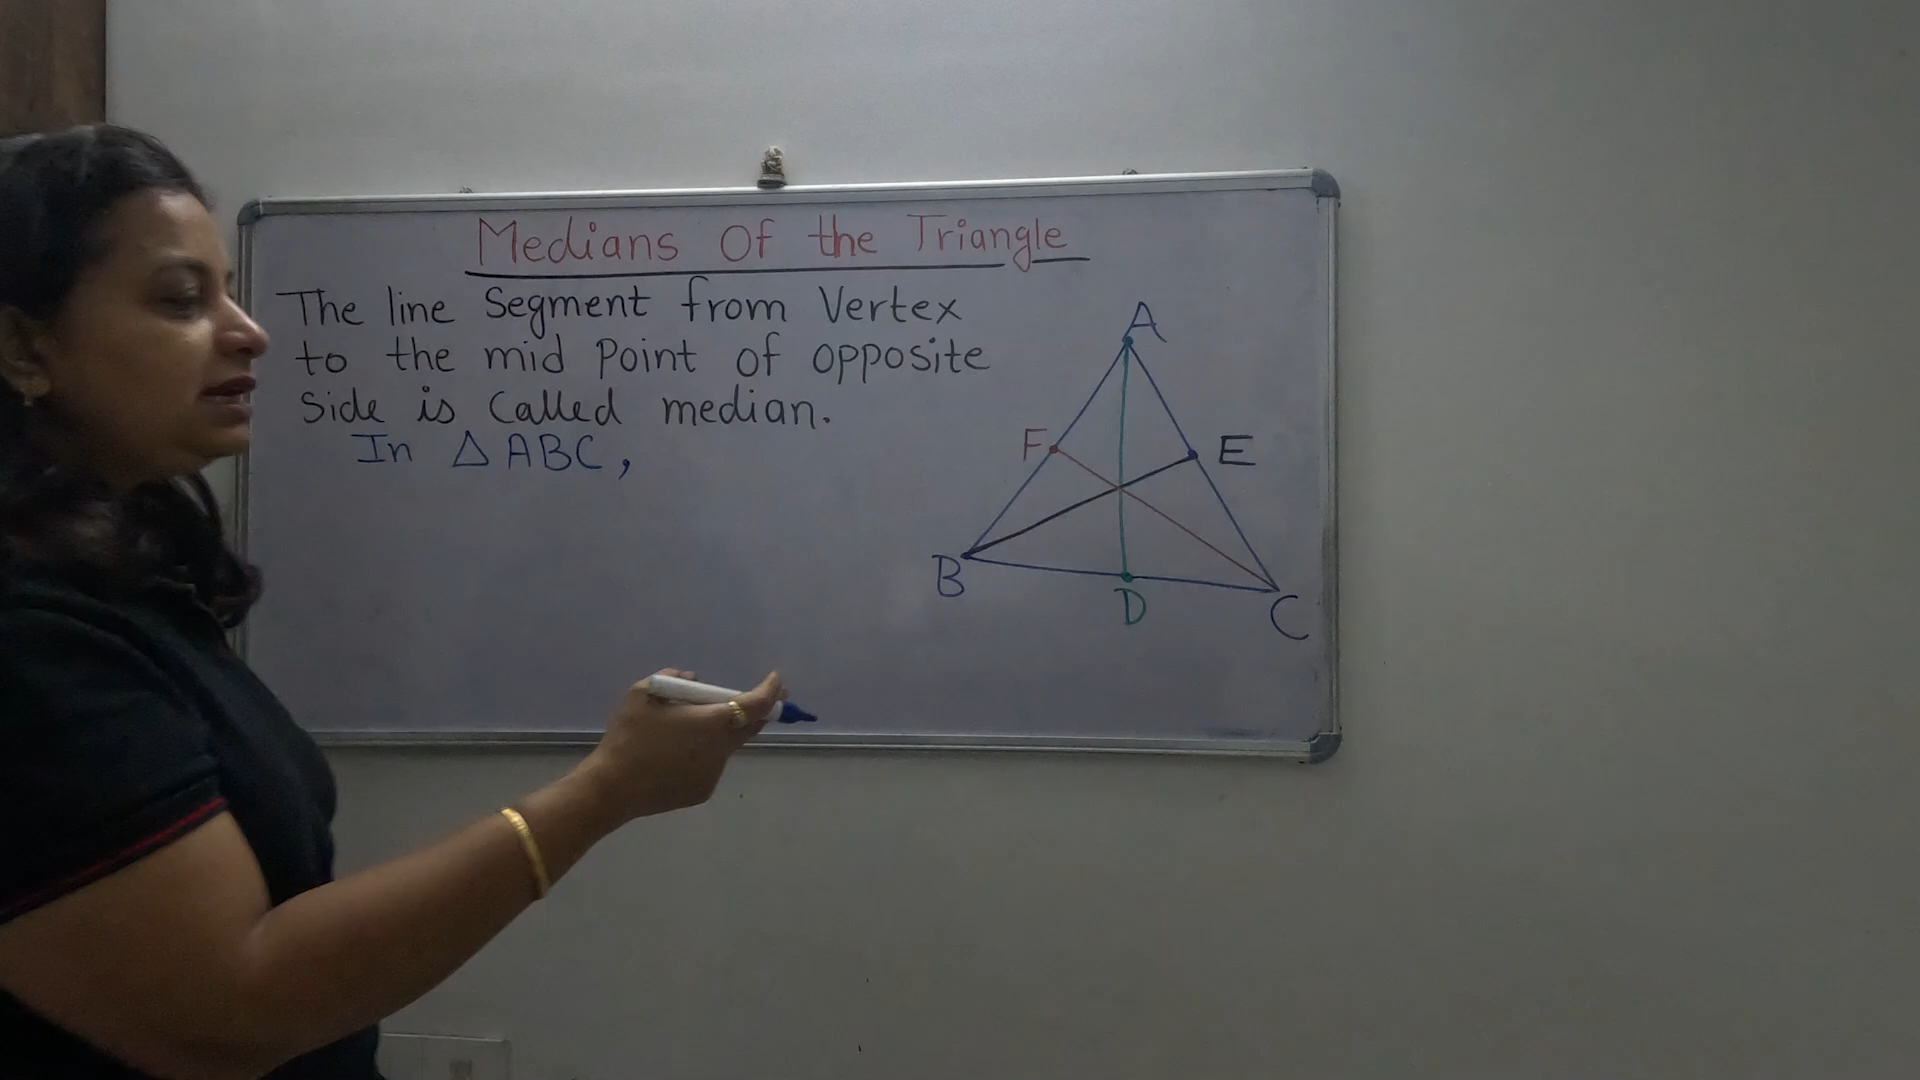 Medians Of the Triangle
The line Segment from Vertex
to the mid Point of opposite
Side is Called median.
In △ ABC,
A
F
E
B
D
C